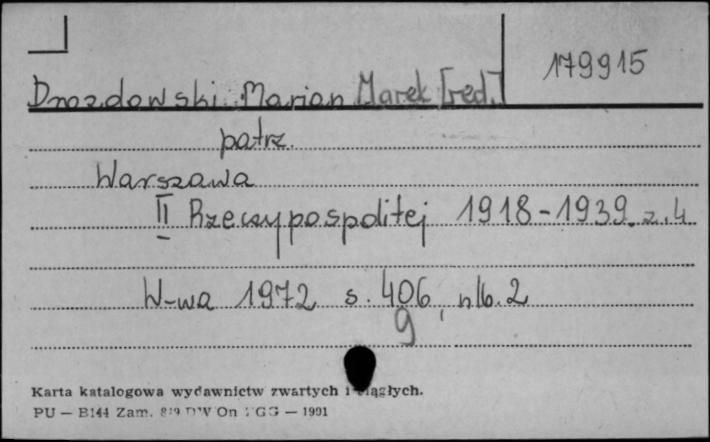 179915
Drozdowski Marian Marek [red.]
patrz.
Warszawa
II Rzeczypospolitej 1918-1939. z. 4
W-wa 1972 s. 406, nlb. 2
9
Karta katalogowa wydawnictw zwartych i ciągłych.
PU — B144 Zam. On — 1991